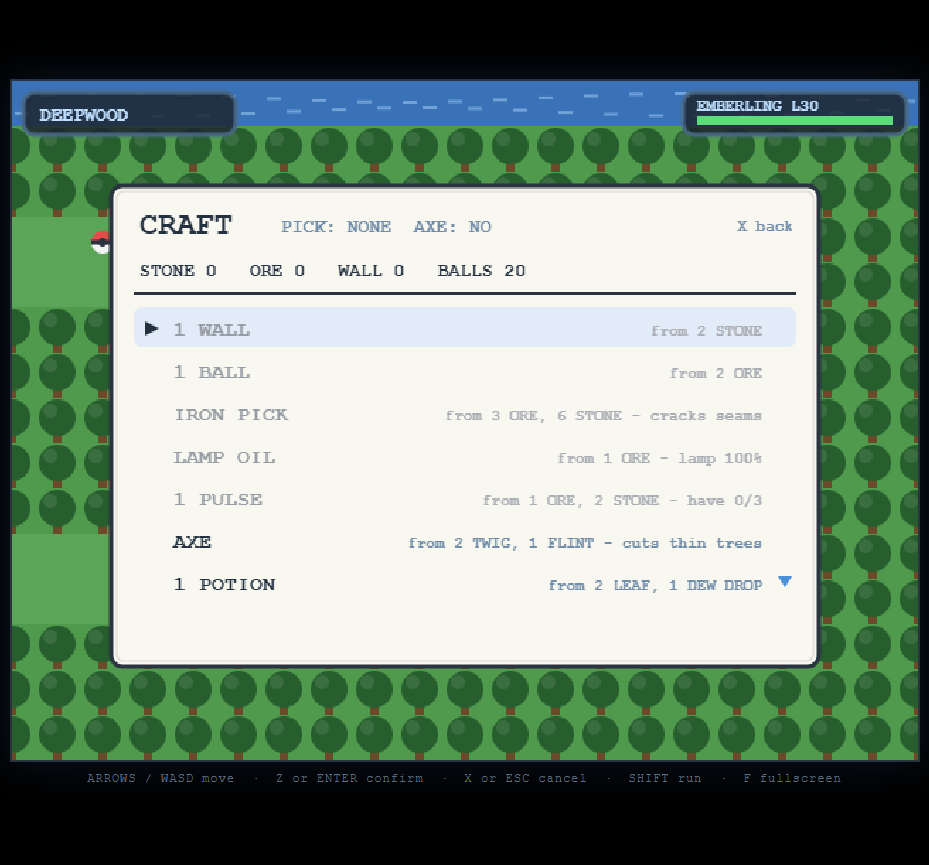 DEEPWOOD
EMBERLING L30
CRAFT PICK: NONE AXE: NO X back
STONE 0 ORE 0 WALL 0 BALLS 20
1 WALL from 2 STONE
1 BALL from 2 ORE
IRON PICK from 3 ORE, 6 STONE - cracks seams
LAMP OIL from 1 ORE - lamp 100%
1 PULSE from 1 ORE, 2 STONE - have 0/3
AXE from 2 TWIG, 1 FLINT - cuts thin trees
1 POTION from 2 LEAF, 1 DEW DROP
ARROWS / WASD move · Z or ENTER confirm · X or ESC cancel · SHIFT run · F fullscreen